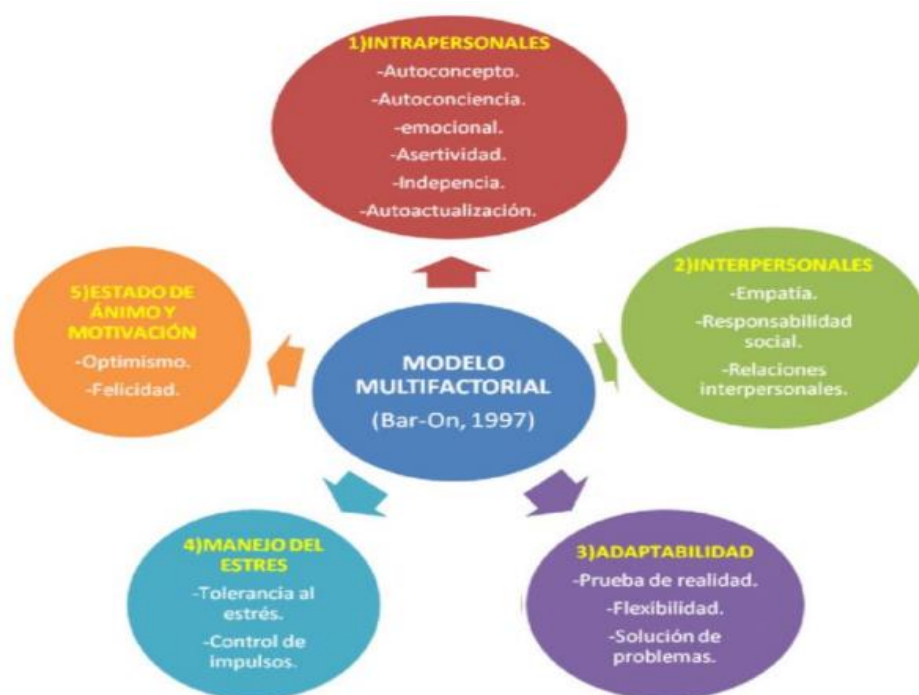 1)INTRAPERSONALES
-Autoconcepto.
-Autoconciencia.
-emocional.
-Asertividad.
-Indepencia.
-Autoactualización.
2)INTERPERSONALES
-Empatía.
-Responsabilidad
social.
-Relaciones
interpersonales.
5)ESTADO DE
ÁNIMO Y
MOTIVACIÓN
-Optimismo.
-Felicidad.
MODELO
MULTIFACTORIAL
(Bar-On, 1997)
4)MANEJO DEL
ESTRES
-Tolerancia al
estrés.
-Control de
impulsos.
3)ADAPTABILIDAD
-Prueba de realidad.
-Flexibilidad.
-Solución de
problemas.